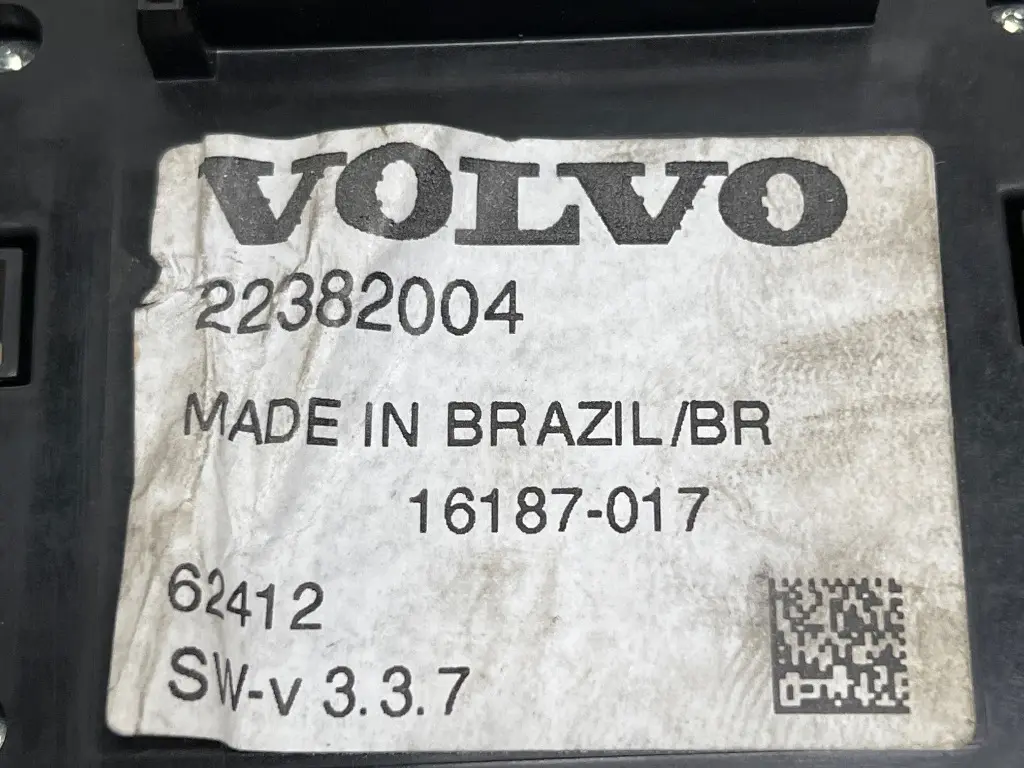 VOLVO
22382004
MADE IN BRAZIL/BR
16187-017
62412
SW-v 3.3.7